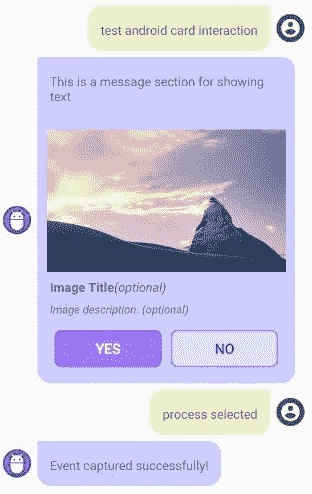 test android card interaction
This is a message section for showing
text
Image Title(optional)
Image description. (optional)
YES
NO
process selected
Event captured successfully!